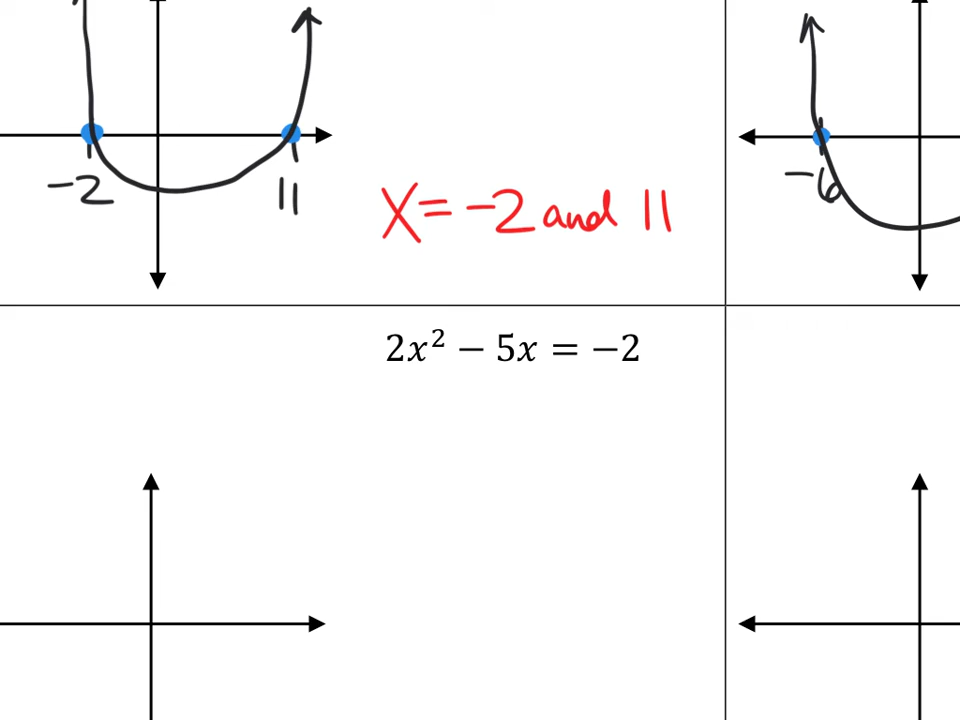 -2
11
X = -2 and 11
-6
2x² − 5x = −2